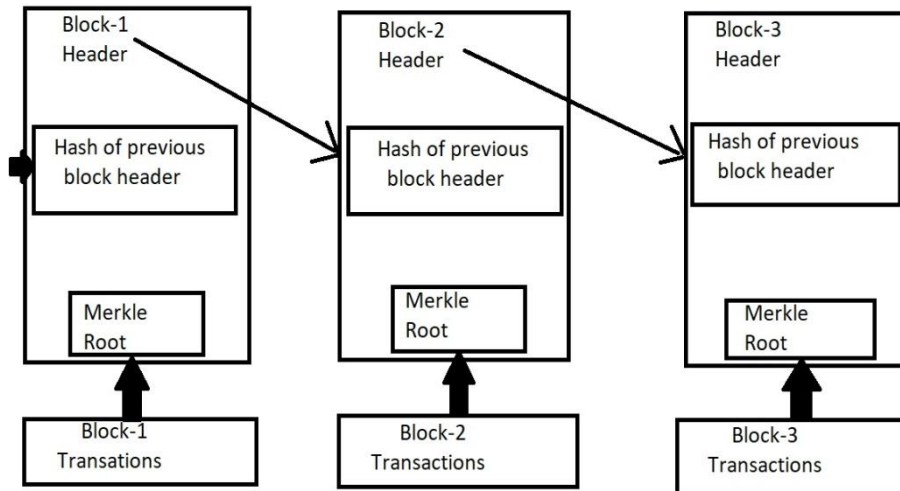 Block-1
Header
Hash of previous
block header
Merkle
Root
Block-1
Transations
Block-2
Header
Hash of previous
block header
Merkle
Root
Block-2
Transactions
Block-3
Header
Hash of previous
block header
Merkle
Root
Block-3
Transactions